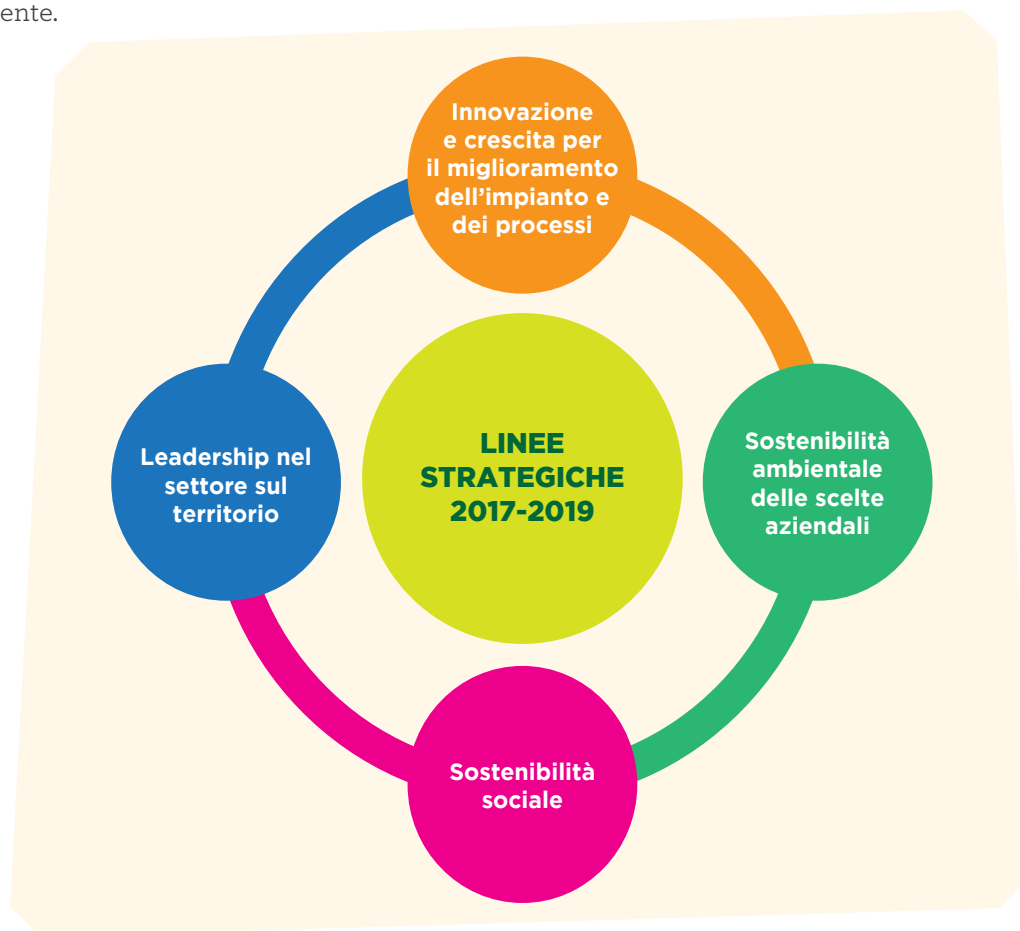 ente.
Innovazione
e crescita per
il miglioramento
dell'impianto e
dei processi
LINEE
STRATEGICHE
2017-2019
Sostenibilità
ambientale
delle scelte
aziendali
Sostenibilità
sociale
Leadership nel
settore sul
territorio